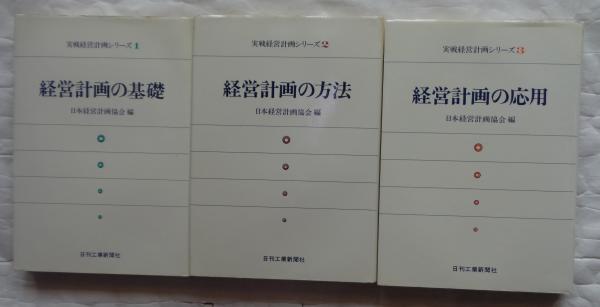 実戦経営計画シリーズ1
経営計画の基礎
日本経営計画協会 編
日刊工業新聞社
実戦経営計画シリーズ2
経営計画の方法
日本経営計画協会 編
日刊工業新聞社
実戦経営計画シリーズ3
経営計画の応用
日本経営計画協会 編
日刊工業新聞社